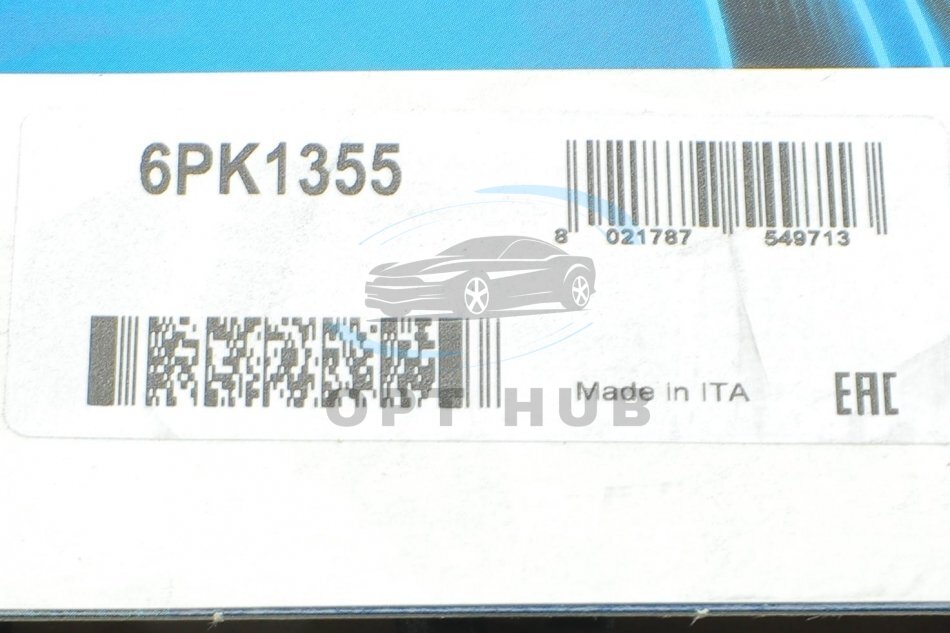 6PK1355
8 021787 549713
Made in ITA
EAC
OPT HUB